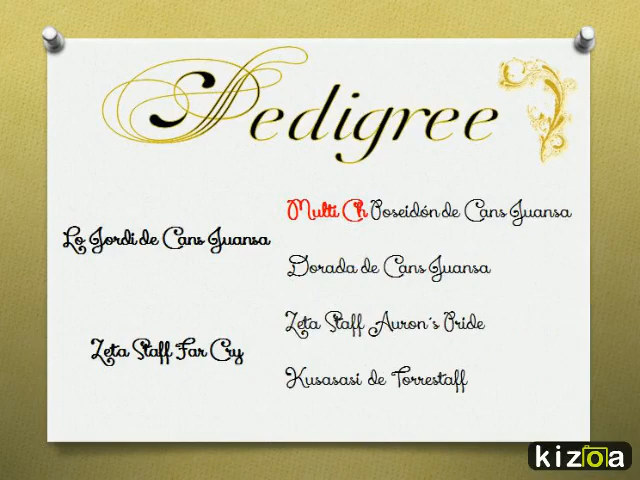 Pedigree
Multi Ch Poseidón de Cans Juansa
Lo Jordi de Cans Juansa
Dorada de Cans Juansa
Zeta Staff Auron´s Pride
Zeta Staff Far Cry
Kusasasi de Torrestaff
kizoa